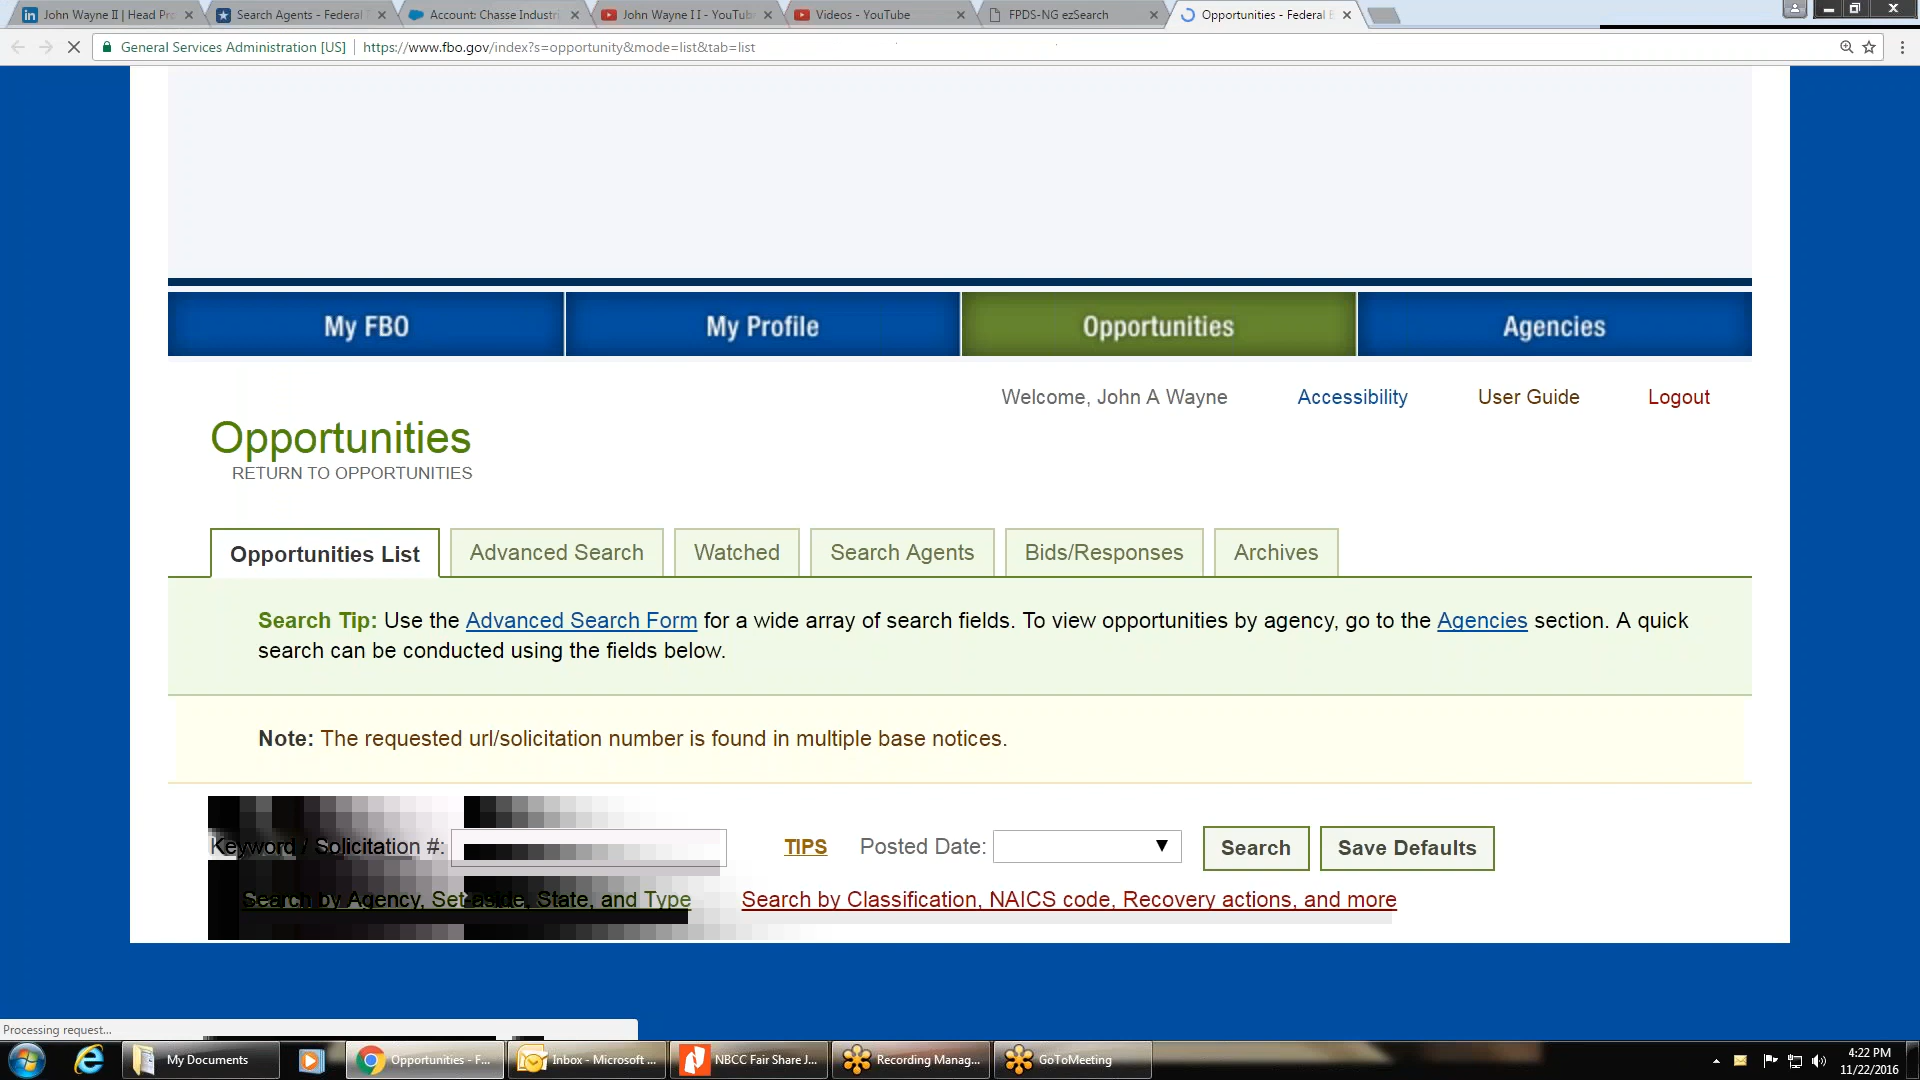 John Wayne II | Head Pr
Search Agents - Federal
Account: Chasse Industri
John Wayne I I - YouTub
Videos - YouTube
FPDS-NG ezSearch
Opportunities - Federal B
General Services Administration [US]
https://www.fbo.gov/index?s=opportunity&mode=list&tab=list
My FBO
My Profile
Opportunities
Agencies
Welcome, John A Wayne
Accessibility
User Guide
Logout
Opportunities
RETURN TO OPPORTUNITIES
Opportunities List
Advanced Search
Watched
Search Agents
Bids/Responses
Archives
Search Tip: Use the Advanced Search Form for a wide array of search fields. To view opportunities by agency, go to the Agencies section. A quick
search can be conducted using the fields below.
Note: The requested url/solicitation number is found in multiple base notices.
Keyword / Solicitation #:
TIPS
Posted Date:
Search
Save Defaults
Search by Agency, Set-aside, State, and Type
Search by Classification, NAICS code, Recovery actions, and more
Processing request...
My Documents
Opportunities - F...
Inbox - Microsoft ...
NBCC Fair Share J...
Recording Manag...
GoToMeeting
4:22 PM
11/22/2016